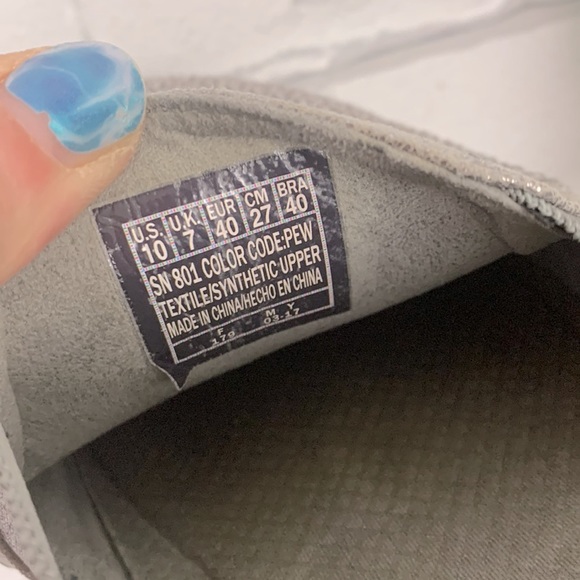 U.S. U.K. EUR CM BRA
10 7 40 27 40
SN 801 COLOR CODE:PEW
TEXTILE/SYNTHETIC UPPER
MADE IN CHINA/HECHO EN CHINA
F M Y
179 03-17